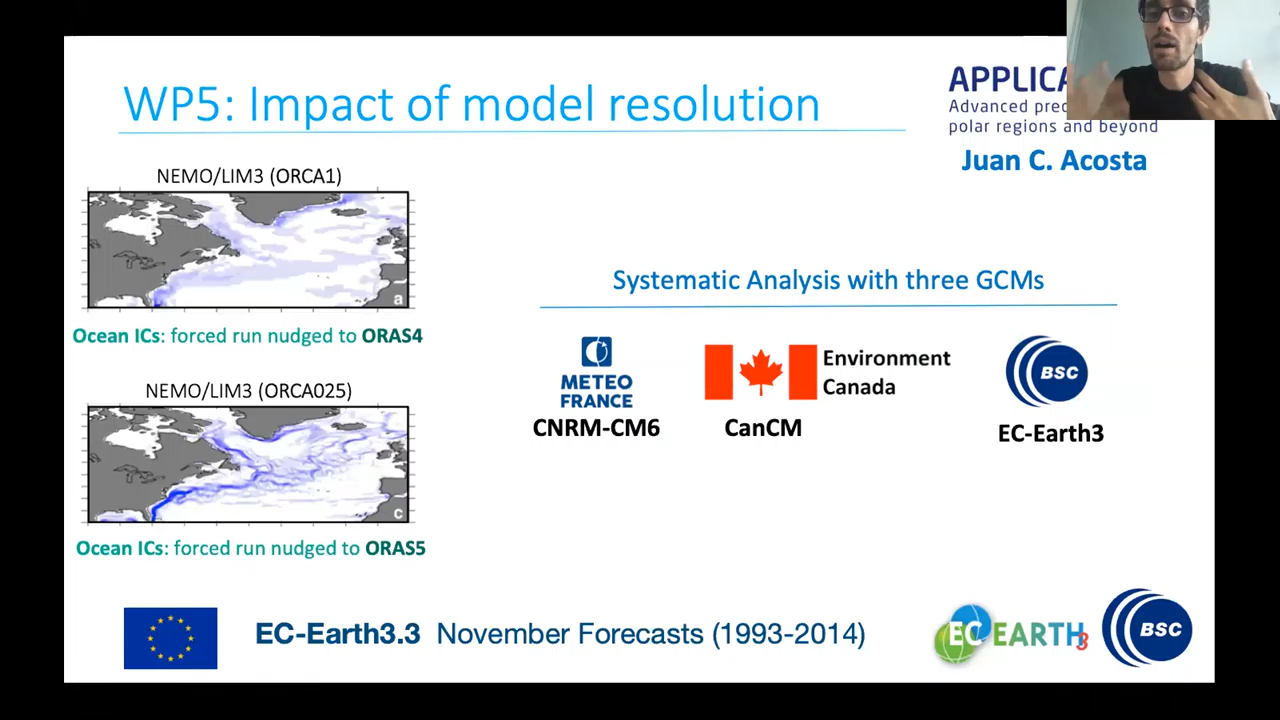 WP5: Impact of model resolution
Advanced
polar regions and beyond
Juan C. Acosta
NEMO/LIM3 (ORCA1)
a
Ocean ICs: forced run nudged to ORAS4
NEMO/LIM3 (ORCA025)
c
Ocean ICs: forced run nudged to ORAS5
Systematic Analysis with three GCMs
METEO
FRANCE
CNRM-CM6
Environment
Canada
CanCM
BSC
EC-Earth3
EC-Earth3.3 November Forecasts (1993-2014)
EC EARTH 3
BSC